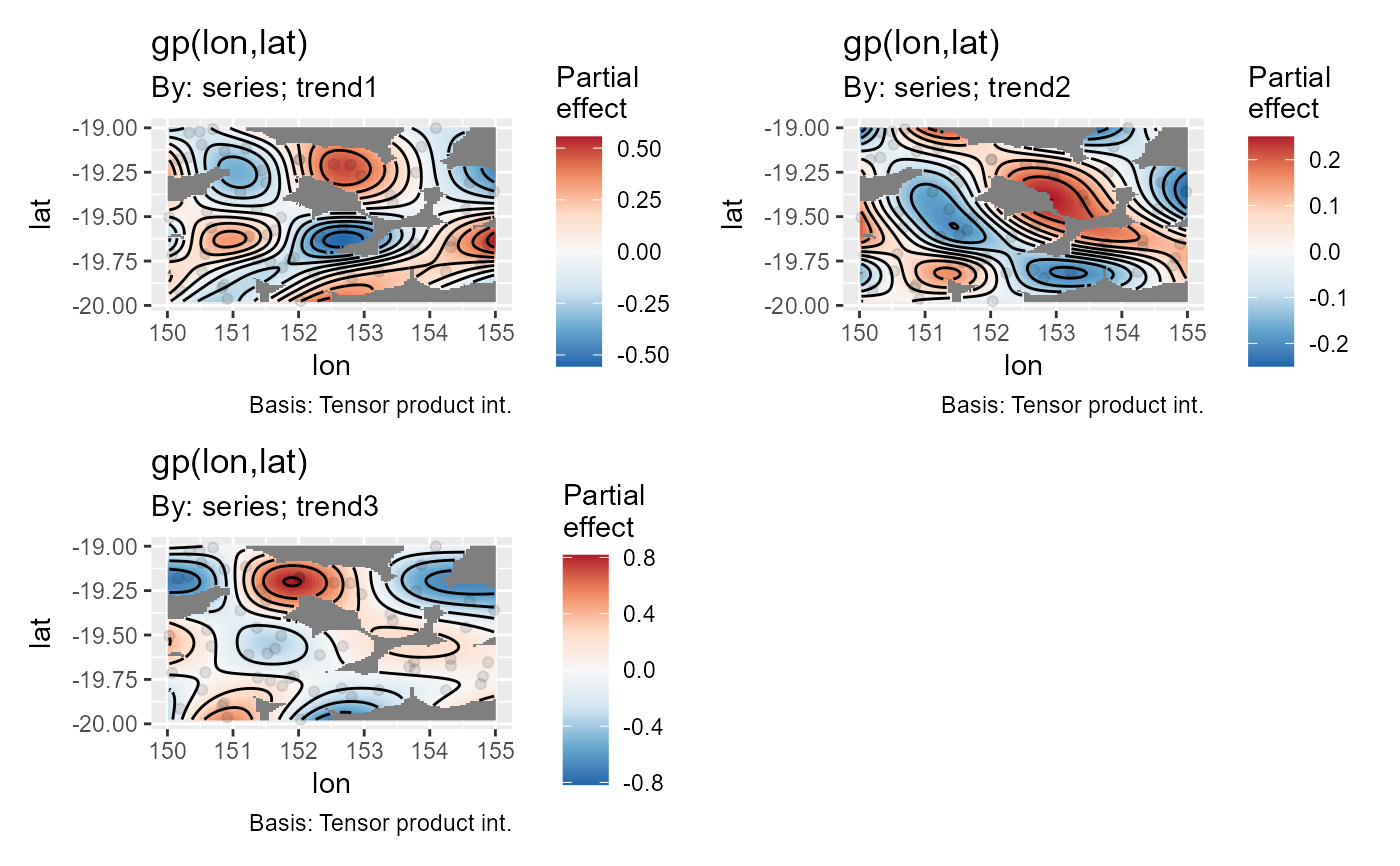 gp(lon,lat)
By: series; trend1
Partial
effect
0.50
0.25
0.00
-0.25
-0.50
-19.00
-19.25
-19.50
-19.75
-20.00
lat
150 151 152 153 154 155
lon
Basis: Tensor product int.
gp(lon,lat)
By: series; trend2
Partial
effect
0.2
0.1
0.0
-0.1
-0.2
-19.00
-19.25
-19.50
-19.75
-20.00
lat
150 151 152 153 154 155
lon
Basis: Tensor product int.
gp(lon,lat)
By: series; trend3
Partial
effect
0.8
0.4
0.0
-0.4
-0.8
-19.00
-19.25
-19.50
-19.75
-20.00
lat
150 151 152 153 154 155
lon
Basis: Tensor product int.